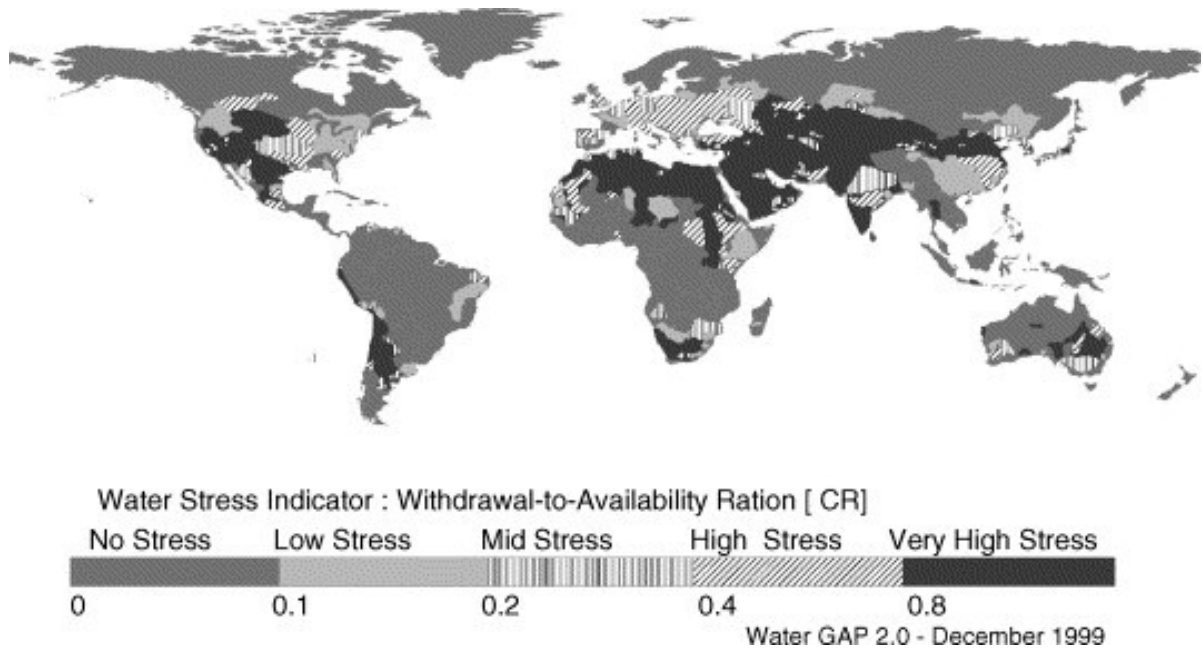 Water Stress Indicator : Withdrawal-to-Availability Ration [ CR]
No Stress Low Stress Mid Stress High Stress Very High Stress
0 0.1 0.2 0.4 0.8
Water GAP 2.0 - December 1999